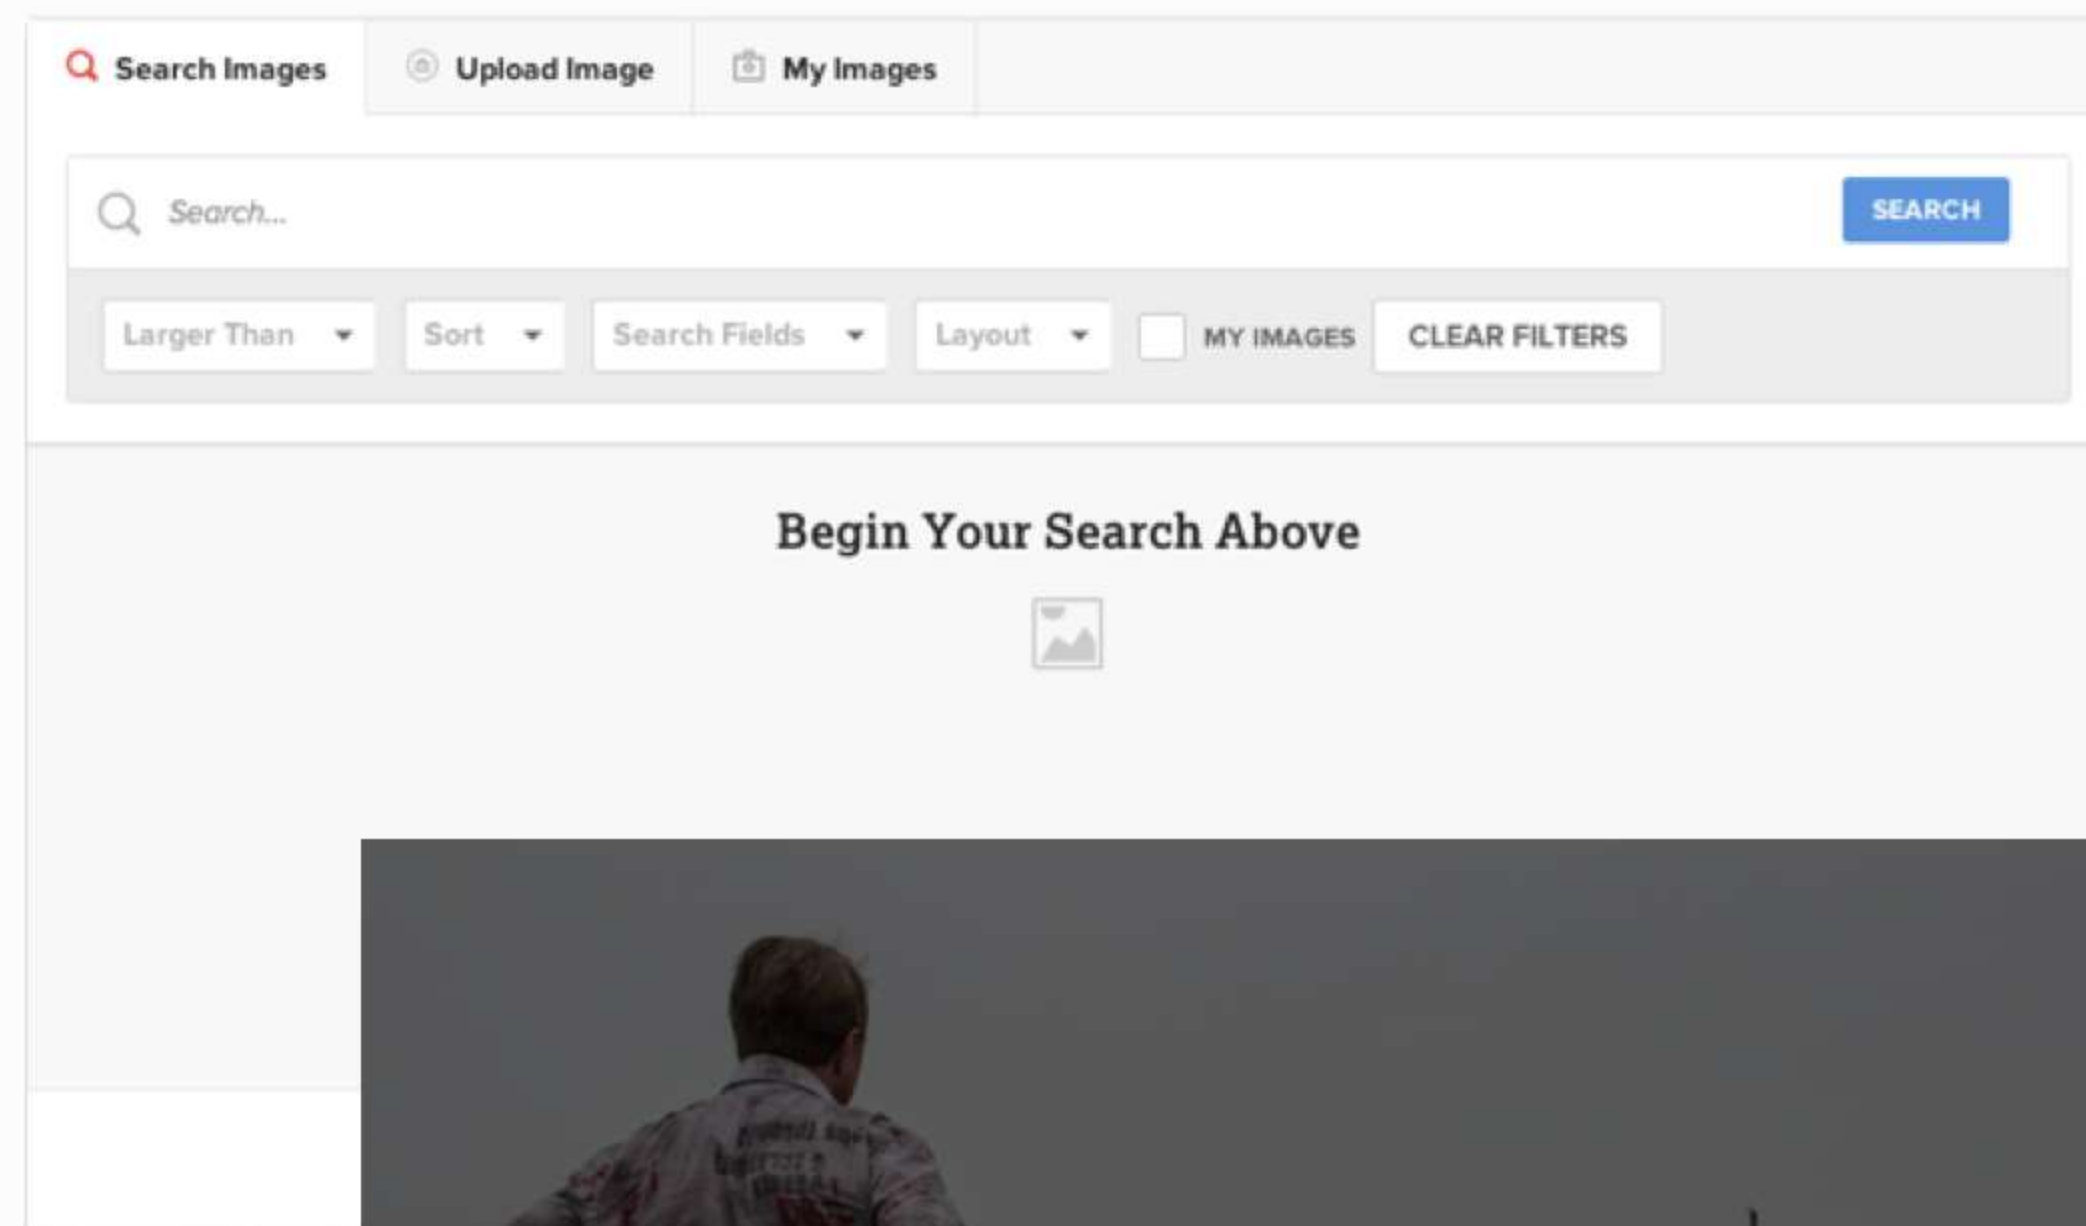 Search Images
Upload Image
My Images
Search...
SEARCH
Larger Than
Sort
Search Fields
Layout
MY IMAGES
CLEAR FILTERS
Begin Your Search Above